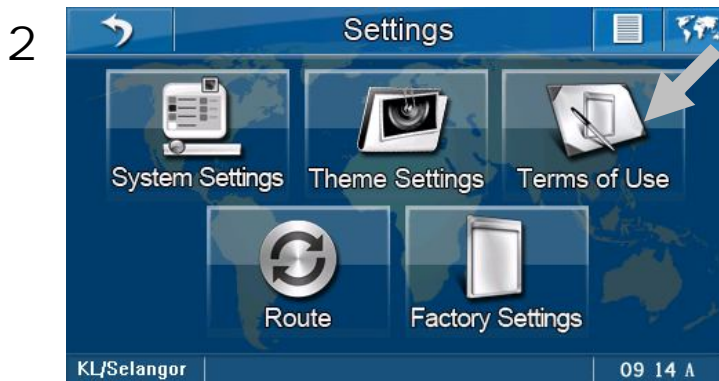 2
Settings
System Settings Theme Settings Terms of Use
Route Factory Settings
KL/Selangor 09 14 A